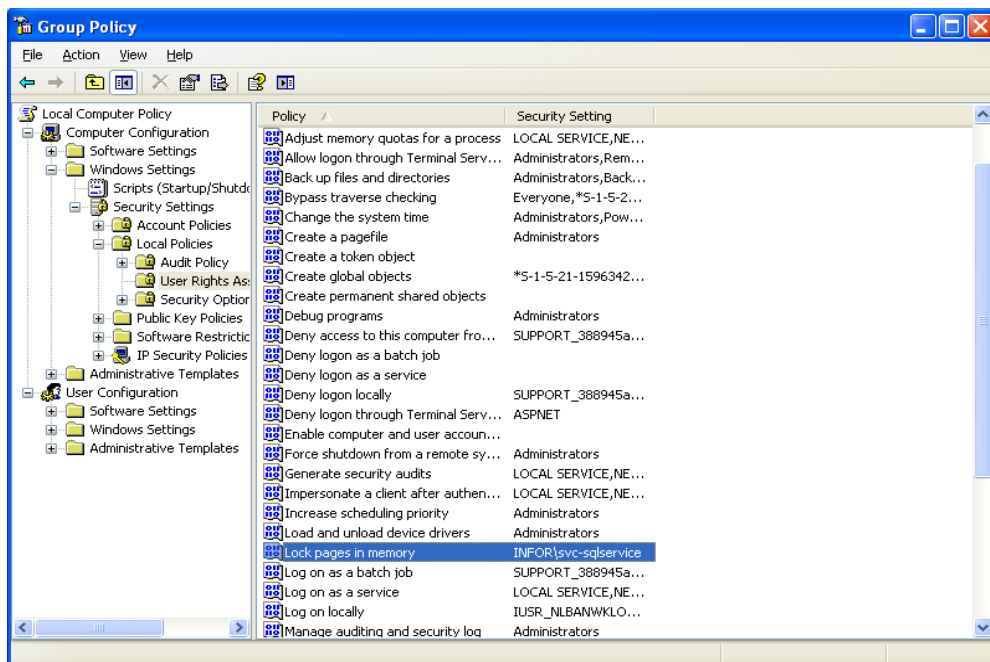 Group Policy
File Action View Help
Local Computer Policy
Computer Configuration
Software Settings
Windows Settings
Scripts (Startup/Shutdo
Security Settings
Account Policies
Local Policies
Audit Policy
User Rights As
Security Option
Public Key Policies
Software Restrictic
IP Security Policies
Administrative Templates
User Configuration
Software Settings
Windows Settings
Administrative Templates
Policy Security Setting
Adjust memory quotas for a process LOCAL SERVICE,NE...
Allow logon through Terminal Serv... Administrators,Rem...
Back up files and directories Administrators,Back...
Bypass traverse checking Everyone,*S-1-5-2...
Change the system time Administrators,Pow...
Create a pagefile Administrators
Create a token object
Create global objects *S-1-5-21-1596342...
Create permanent shared objects
Debug programs Administrators
Deny access to this computer fro... SUPPORT_388945a...
Deny logon as a batch job
Deny logon as a service
Deny logon locally SUPPORT_388945a...
Deny logon through Terminal Serv... ASPNET
Enable computer and user accoun...
Force shutdown from a remote sy... Administrators
Generate security audits LOCAL SERVICE,NE...
Impersonate a client after authen... LOCAL SERVICE,NE...
Increase scheduling priority Administrators
Load and unload device drivers Administrators
Lock pages in memory INFOR\svc-sqlservice
Log on as a batch job SUPPORT_388945a...
Log on as a service LOCAL SERVICE,NE...
Log on locally IUSR_NLBANWKLO...
Manage auditing and security log Administrators